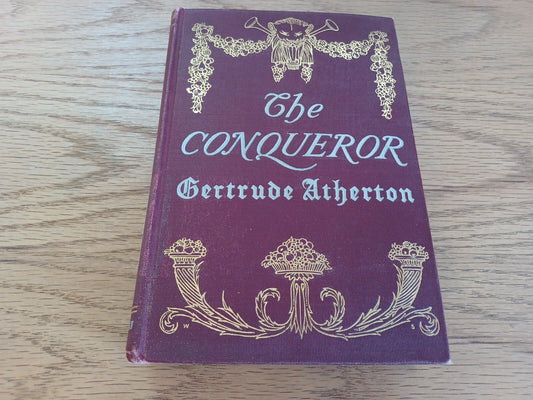 The
CONQUEROR
Gertrude Atherton
W S